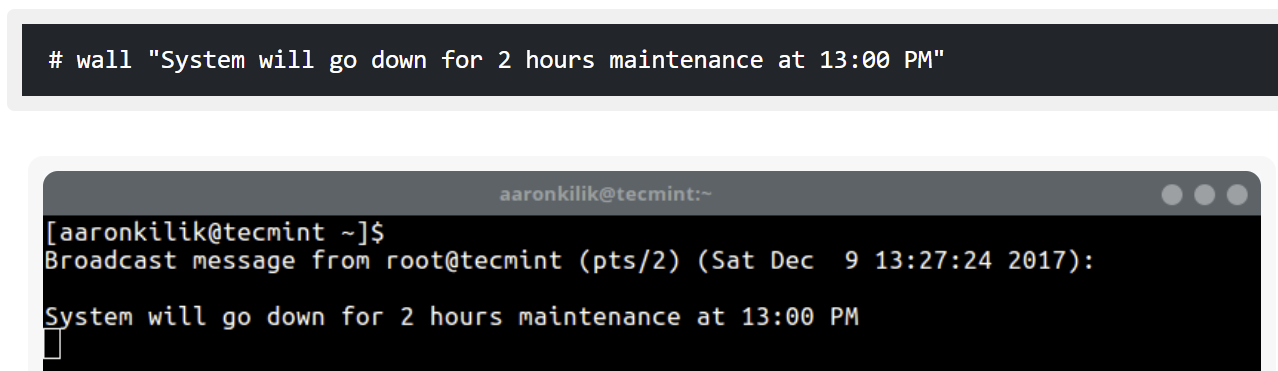 # wall "System will go down for 2 hours maintenance at 13:00 PM"
aaronkilik@tecmint:~
[aaronkilik@tecmint ~]$
Broadcast message from root@tecmint (pts/2) (Sat Dec  9 13:27:24 2017):
System will go down for 2 hours maintenance at 13:00 PM